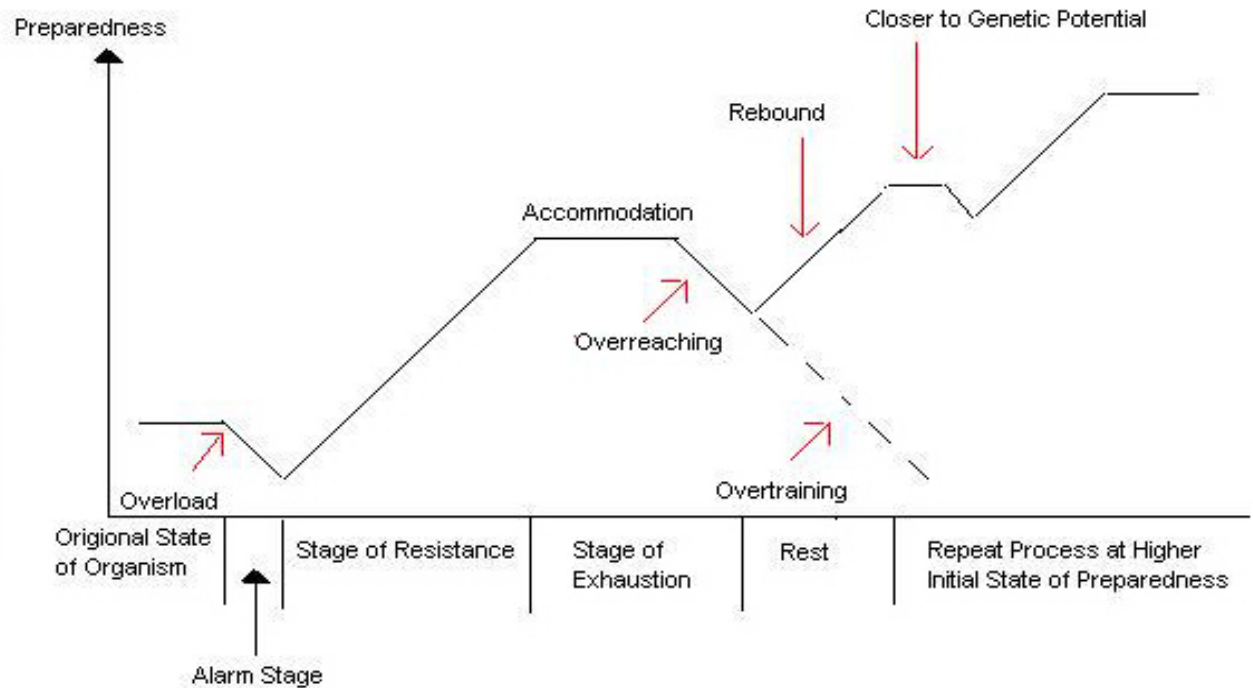 Closer to Genetic Potential
Preparedness
Rebound
Accommodation
Overreaching
Overtraining
Overload
Origional State
of Organism
Stage of Resistance
Stage of
Exhaustion
Rest
Repeat Process at Higher
Initial State of Preparedness
Alarm Stage